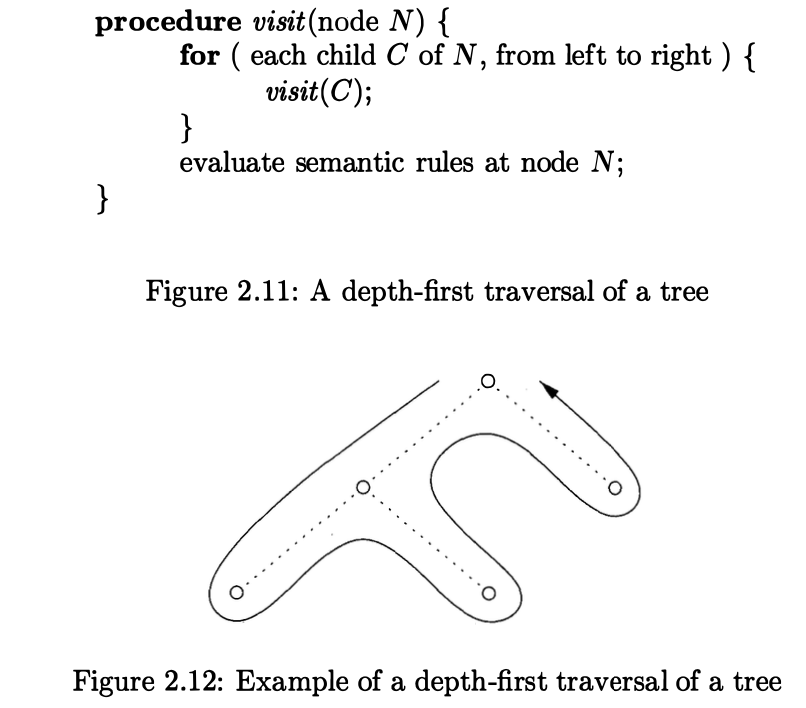 procedure visit(node N) {
for ( each child C of N, from left to right ) {
visit(C);
}
evaluate semantic rules at node N;
}
Figure 2.11: A depth-first traversal of a tree
Figure 2.12: Example of a depth-first traversal of a tree